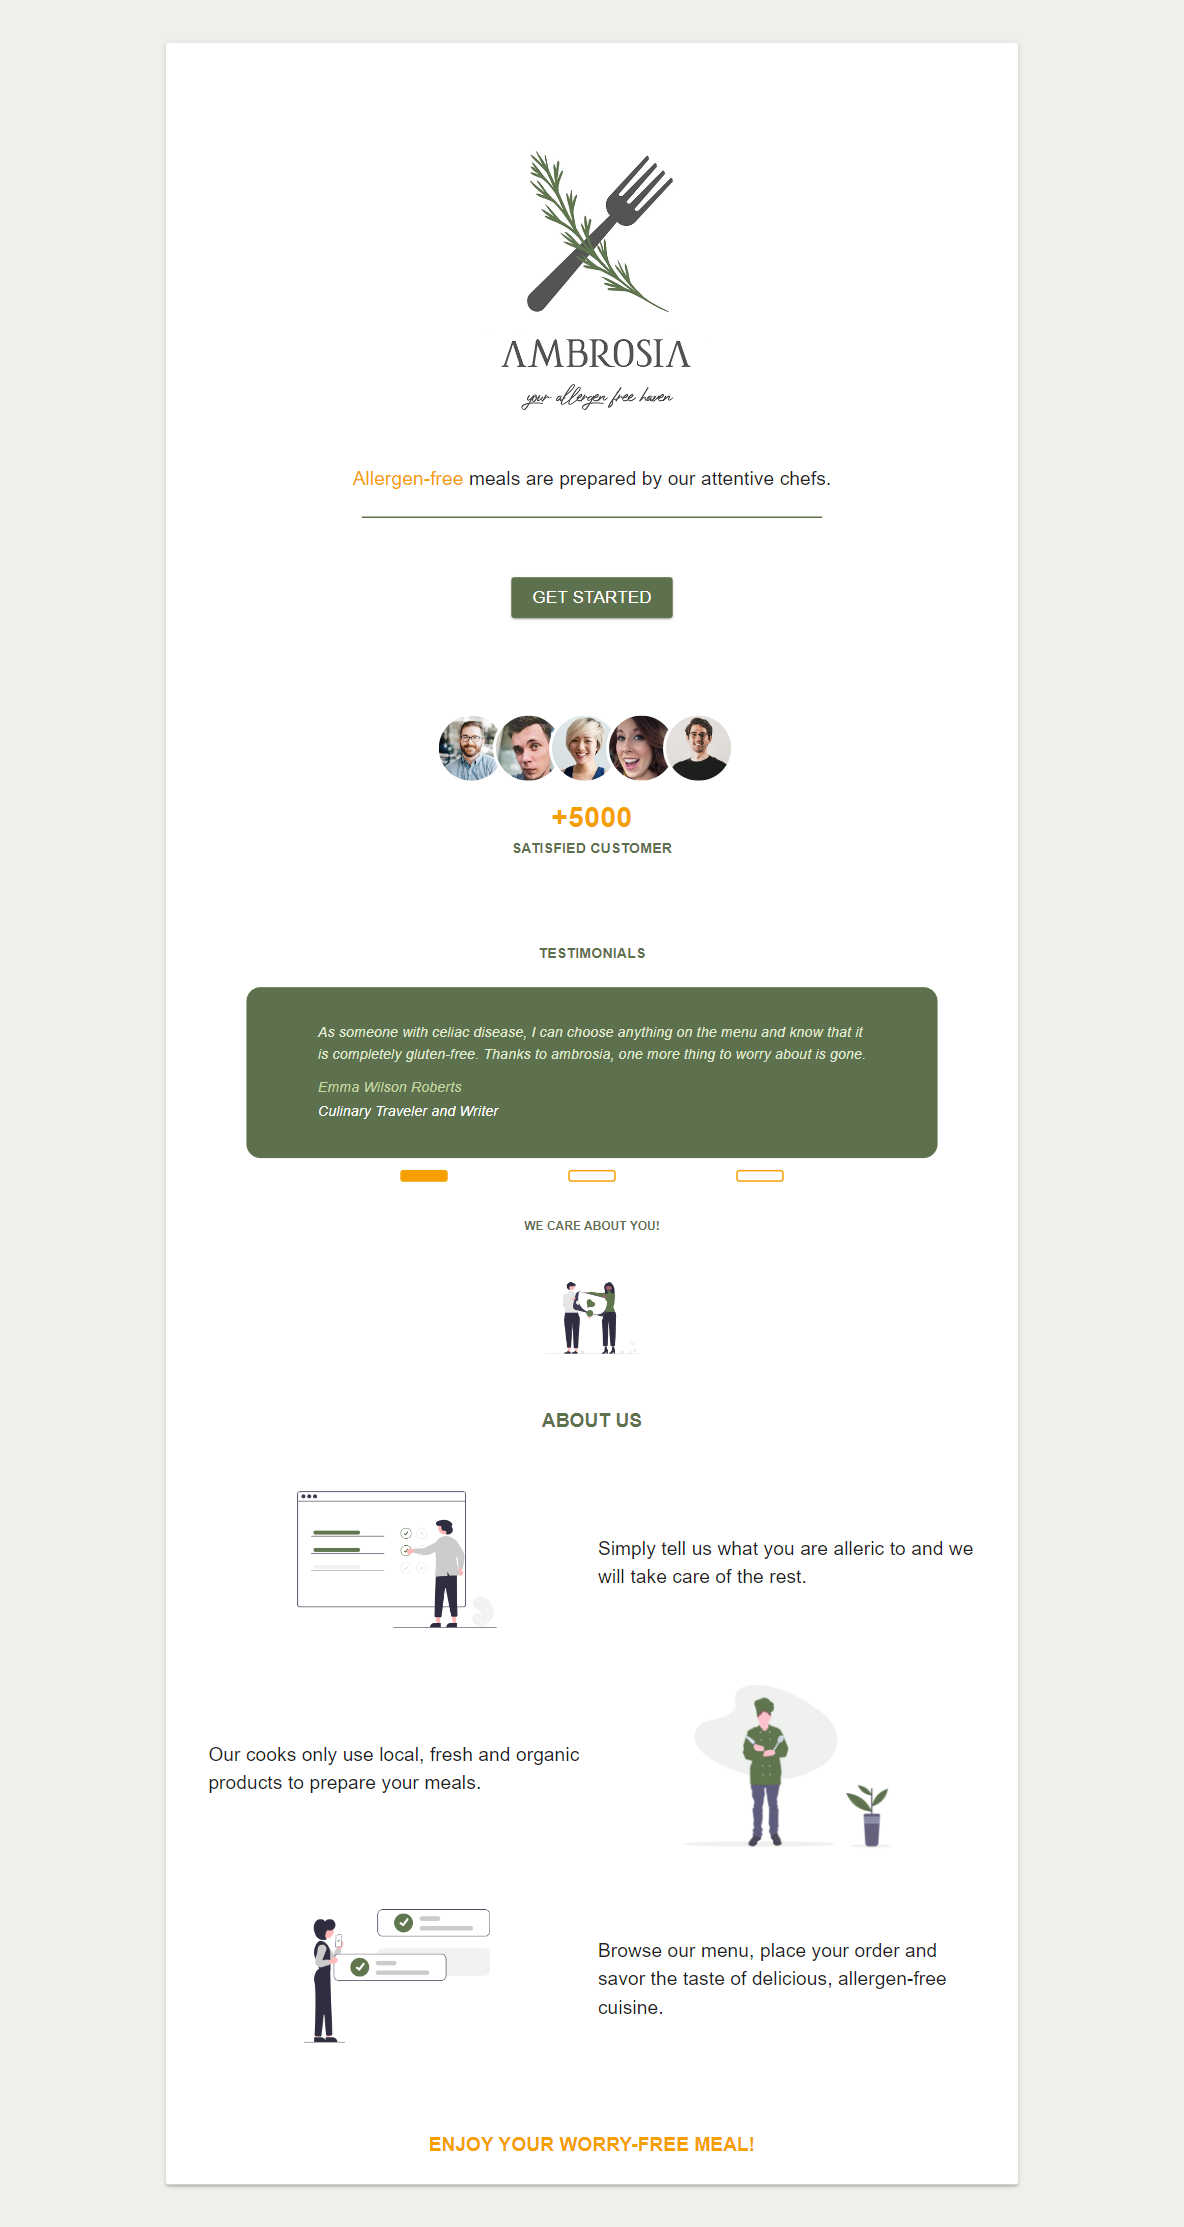 AMBROSIA
your allergen free haven
Allergen-free meals are prepared by our attentive chefs.
GET STARTED
+5000
SATISFIED CUSTOMER
TESTIMONIALS
As someone with celiac disease, I can choose anything on the menu and know that it
is completely gluten-free. Thanks to ambrosia, one more thing to worry about is gone.
Emma Wilson Roberts
Culinary Traveler and Writer
WE CARE ABOUT YOU!
ABOUT US
Simply tell us what you are alleric to and we
will take care of the rest.
Our cooks only use local, fresh and organic
products to prepare your meals.
Browse our menu, place your order and
savor the taste of delicious, allergen-free
cuisine.
ENJOY YOUR WORRY-FREE MEAL!